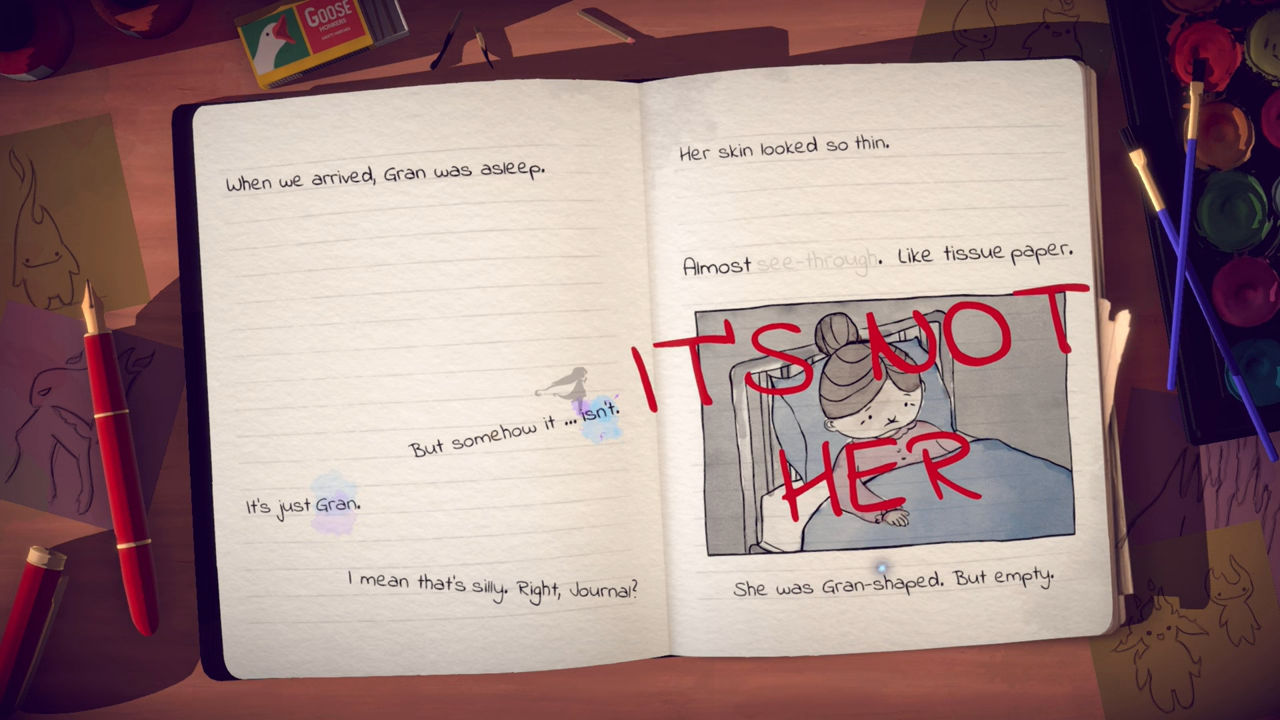 GOOSE
HONKERS
When we arrived, Gran was asleep.
But somehow it ... isn't.
It's just Gran.
I mean that's silly. Right, Journal?
Her skin looked so thin.
Almost see-through. Like tissue paper.
IT'S NOT
HER
She was Gran-shaped. But empty.